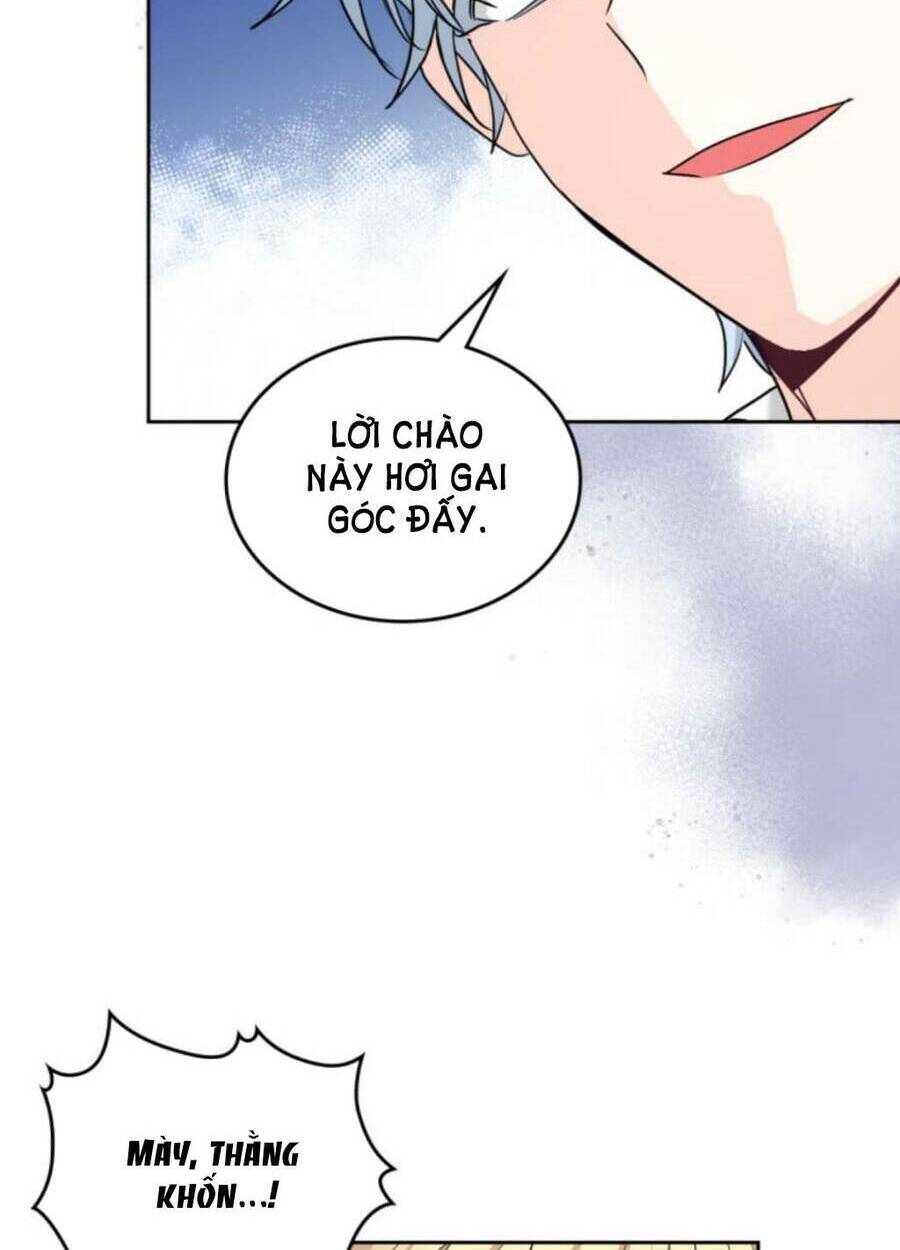 LỜI CHÀO
NÀY HƠI GAI
GÓC ĐẤY.
MÀY, THẰNG
KHỐN...!